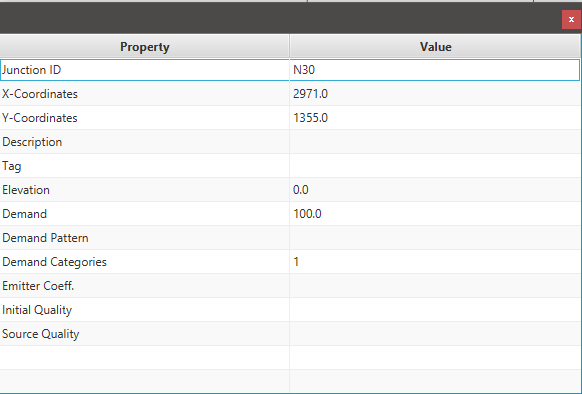 x
Property Value
Junction ID N30
X-Coordinates 2971.0
Y-Coordinates 1355.0
Description
Tag
Elevation 0.0
Demand 100.0
Demand Pattern
Demand Categories 1
Emitter Coeff.
Initial Quality
Source Quality